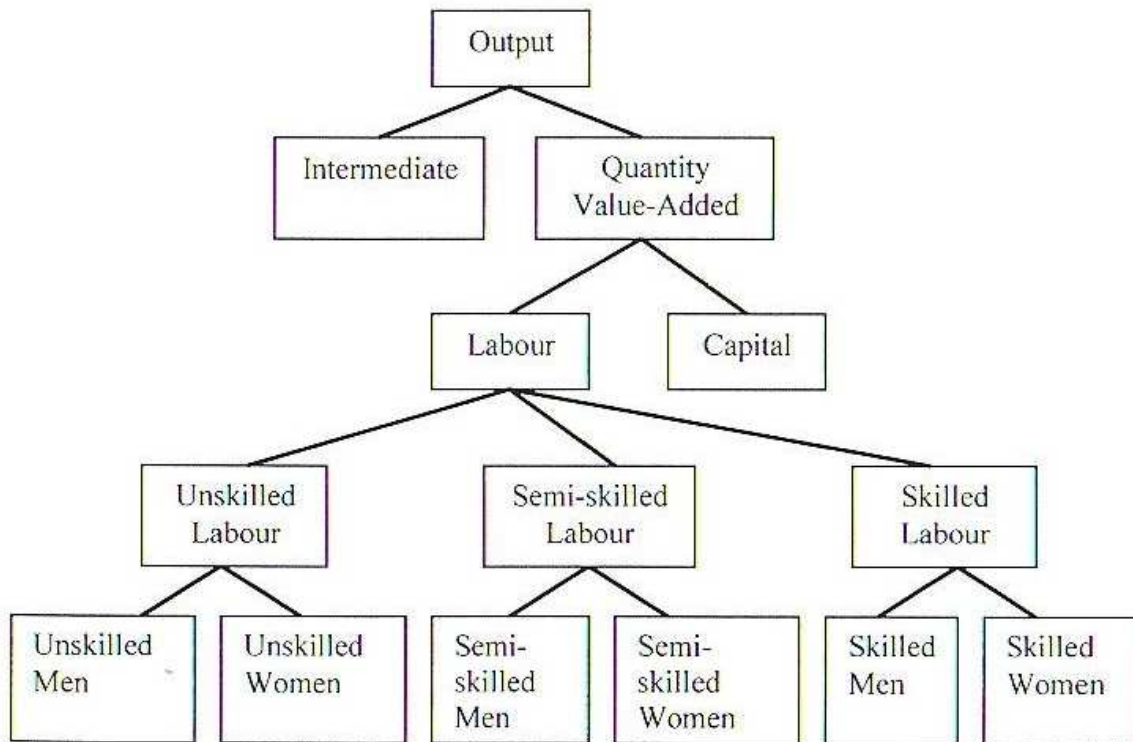 Output
Intermediate
Quantity
Value-Added
Labour
Capital
Unskilled
Labour
Semi-skilled
Labour
Skilled
Labour
Unskilled
Men
Unskilled
Women
Semi-
skilled
Men
Semi-
skilled
Women
Skilled
Men
Skilled
Women